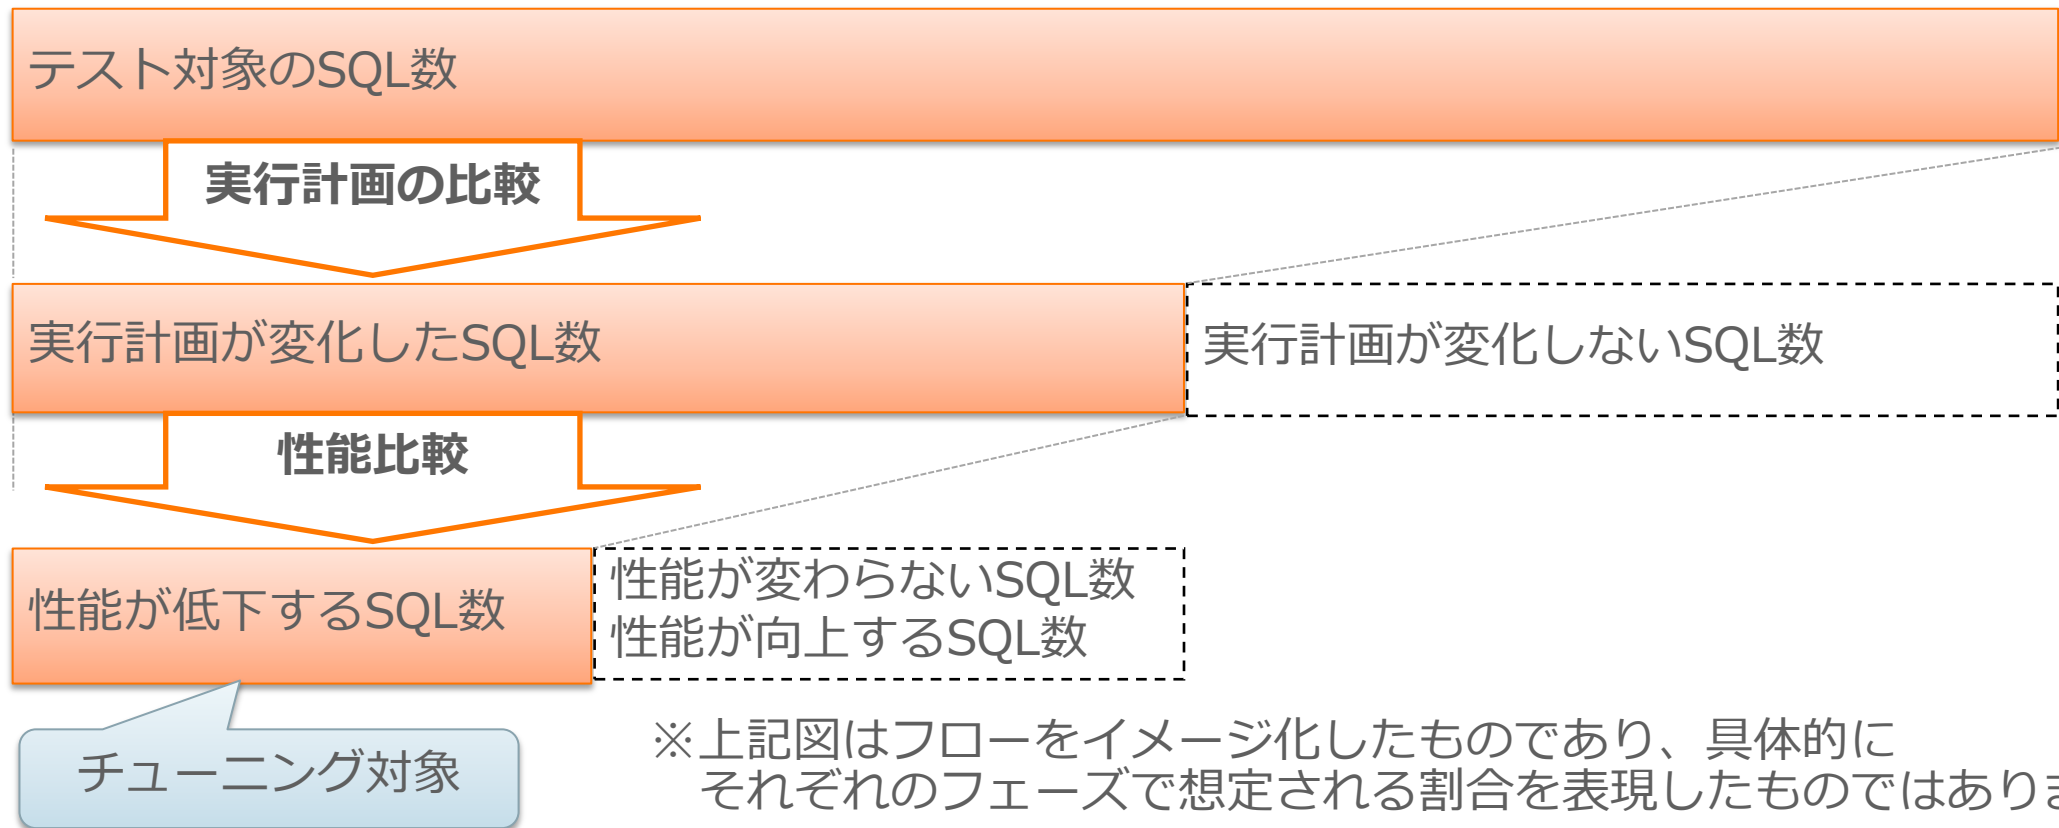 テスト対象のSQL数
実行計画の比較
実行計画が変化したSQL数
実行計画が変化しないSQL数
性能比較
性能が低下するSQL数
性能が変わらないSQL数
性能が向上するSQL数
チューニング対象
※上記図はフローをイメージ化したものであり、具体的に
それぞれのフェーズで想定される割合を表現したものではありま